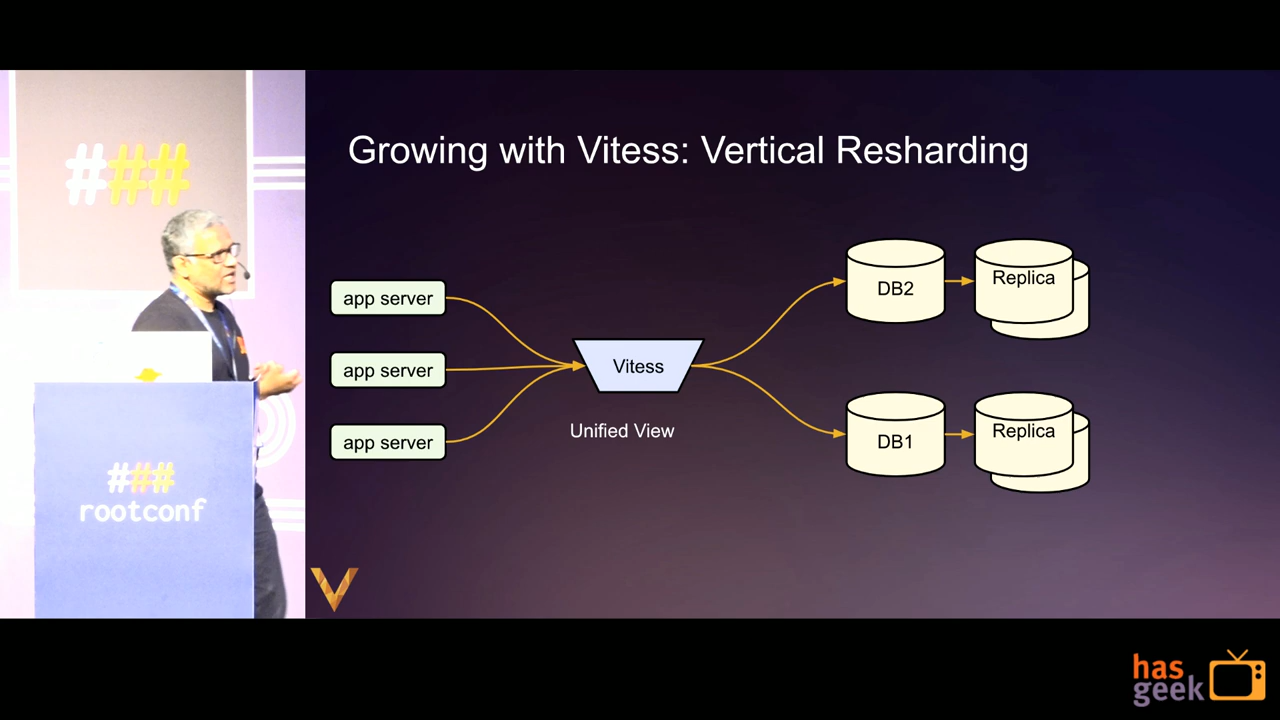 ###
###
rootconf
Growing with Vitess: Vertical Resharding
app server
app server
app server
Vitess
Unified View
DB2
Replica
DB1
Replica
has
geek